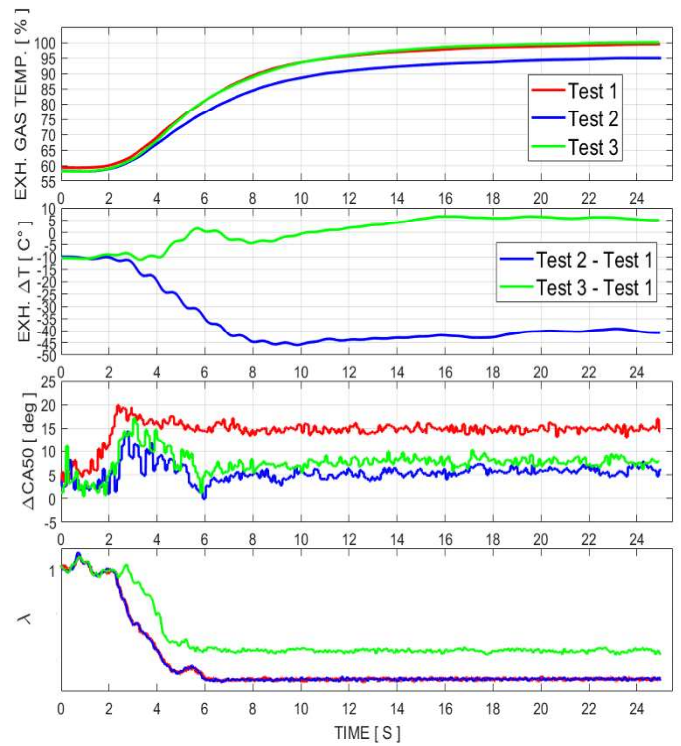 EXH. GAS TEMP. [ % ]
100
95
90
85
80
75
70
65
60
55
0 2 4 6 8 10 12 14 16 18 20 22 24
Test 1
Test 2
Test 3
EXH. ΔT [ C° ]
10
5
0
-5
-10
-15
-20
-25
-30
-35
-40
-45
-50
0 2 4 6 8 10 12 14 16 18 20 22 24
Test 2 - Test 1
Test 3 - Test 1
ΔCA50 [ deg ]
25
20
15
10
5
0
-5
0 2 4 6 8 10 12 14 16 18 20 22 24
λ
1
0 2 4 6 8 10 12 14 16 18 20 22 24
TIME [ S ]